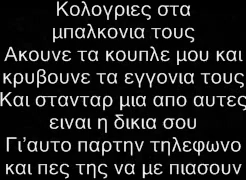 Κολογριες στα
μπαλκονια τους
Ακουνε τα κουπλε μου και
κρυβουνε τα εγγονια τους
Και στανταρ μια απο αυτες
ειναι η δικια σου
Γι'αυτο παρτην τηλεφωνο
και πες της να με πιασουν